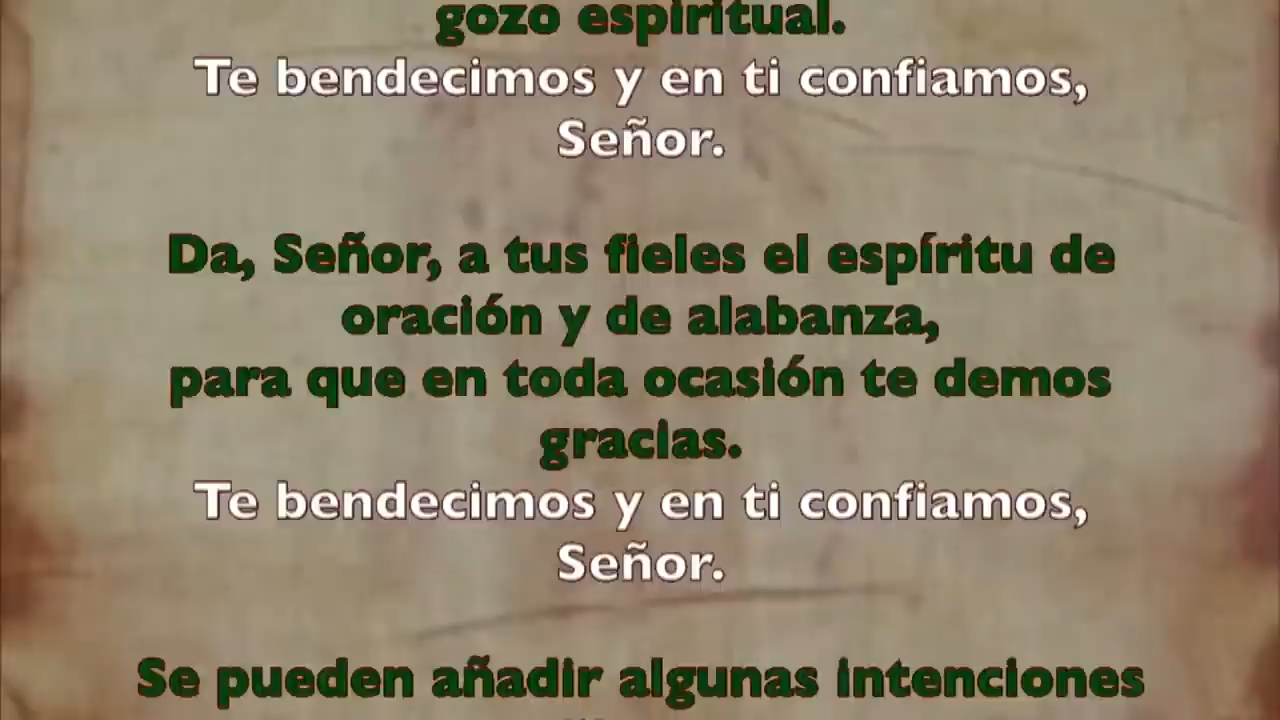 gozo espiritual.
Te bendecimos y en ti confiamos,
Señor.
Da, Señor, a tus fieles el espíritu de
oración y de alabanza,
para que en toda ocasión te demos
gracias.
Te bendecimos y en ti confiamos,
Señor.
Se pueden añadir algunas intenciones